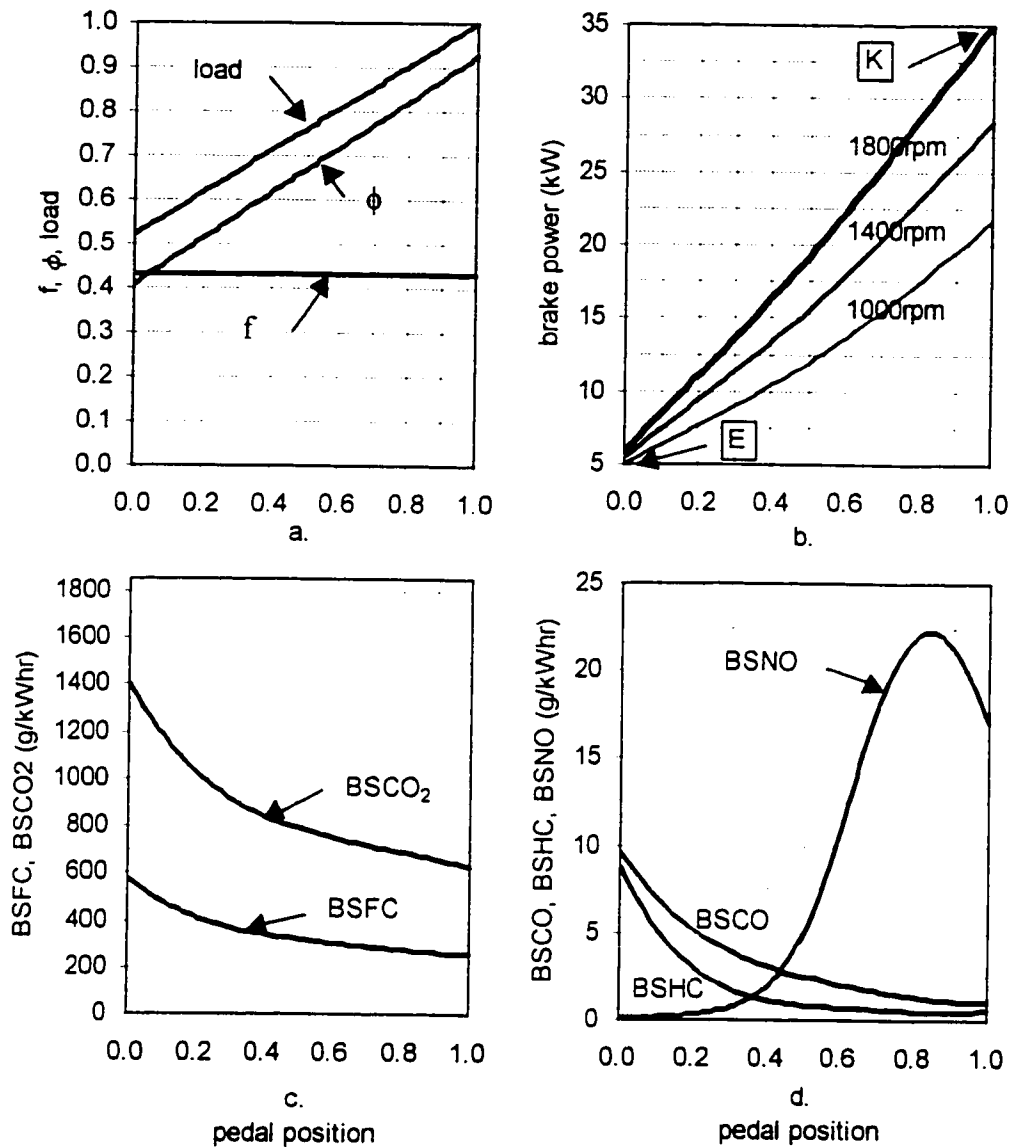 f, ϕ, load
1.0
0.9
0.8
0.7
0.6
0.5
0.4
0.3
0.2
0.1
0.0
load
ϕ
f
0.0 0.2 0.4 0.6 0.8 1.0
a.
brake power (kW)
35
30
25
20
15
10
5
K
1800rpm
1400rpm
1000rpm
E
0.0 0.2 0.4 0.6 0.8 1.0
b.
BSFC, BSCO2 (g/kWhr)
1800
1600
1400
1200
1000
800
600
400
200
0
BSCO₂
BSFC
0.0 0.2 0.4 0.6 0.8 1.0
c.
pedal position
BSCO, BSHC, BSNO (g/kWhr)
25
20
15
10
5
0
BSNO
BSCO
BSHC
0.0 0.2 0.4 0.6 0.8 1.0
d.
pedal position